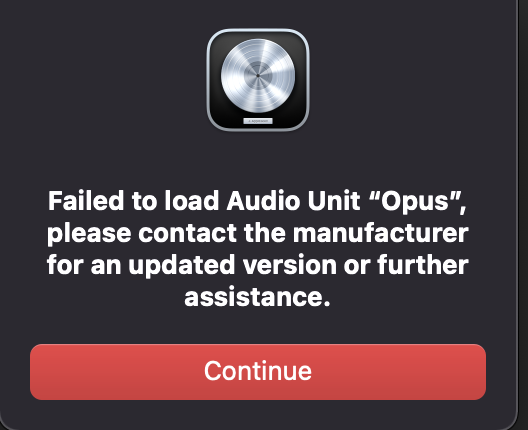 Failed to load Audio Unit “Opus”,
please contact the manufacturer
for an updated version or further
assistance.
Continue